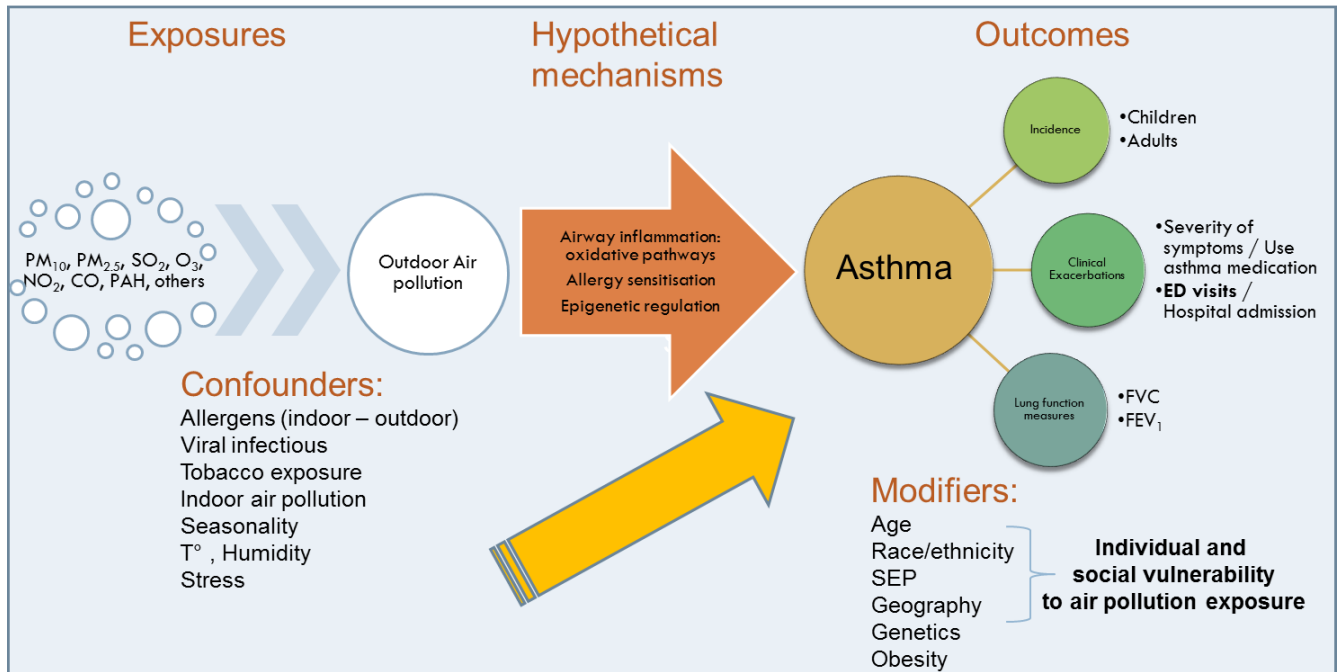 Exposures
Hypothetical
mechanisms
Outcomes
PM₁₀, PM₂.₅, SO₂, O₃,
NO₂, CO, PAH, others
Outdoor Air
pollution
Airway inflammation:
oxidative pathways
Allergy sensitisation
Epigenetic regulation
Asthma
Incidence
•Children
•Adults
Clinical
Exacerbations
•Severity of
symptoms / Use
asthma medication
•ED visits /
Hospital admission
Lung function
measures
•FVC
•FEV₁
Confounders:
Allergens (indoor – outdoor)
Viral infectious
Tobacco exposure
Indoor air pollution
Seasonality
T° , Humidity
Stress
Modifiers:
Age
Race/ethnicity
SEP
Geography
Genetics
Obesity
Individual and
social vulnerability
to air pollution exposure